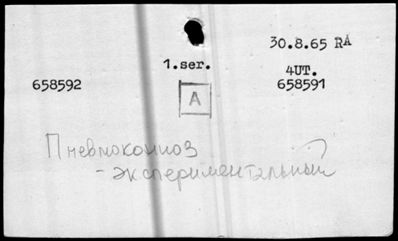 30.8.65 RA
1.ser. 4UT.
658592 658591
A
Пневмокониоз
-экспериментальный